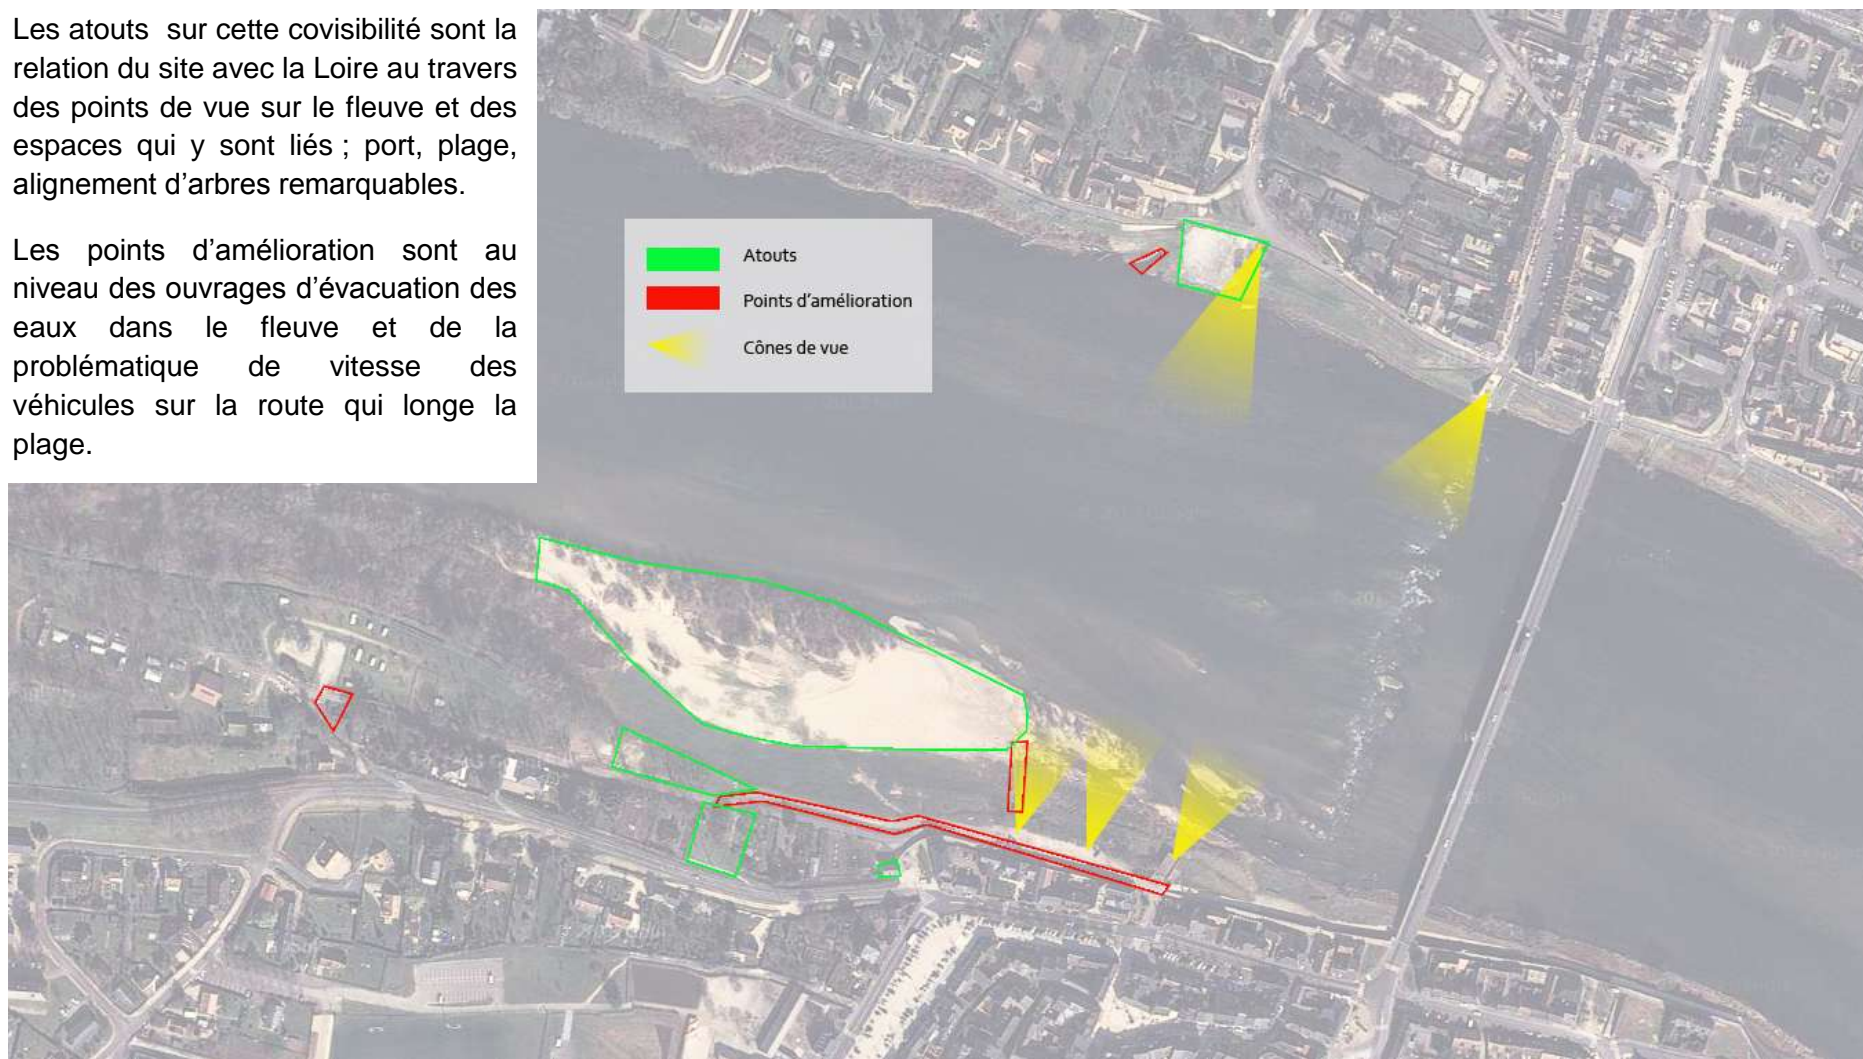 Les atouts sur cette covisibilité sont la
relation du site avec la Loire au travers
des points de vue sur le fleuve et des
espaces qui y sont liés ; port, plage,
alignement d’arbres remarquables.
Les points d’amélioration sont au
niveau des ouvrages d’évacuation des
eaux dans le fleuve et de la
problématique de vitesse des
véhicules sur la route qui longe la
plage.
Atouts
Points d’amélioration
Cônes de vue